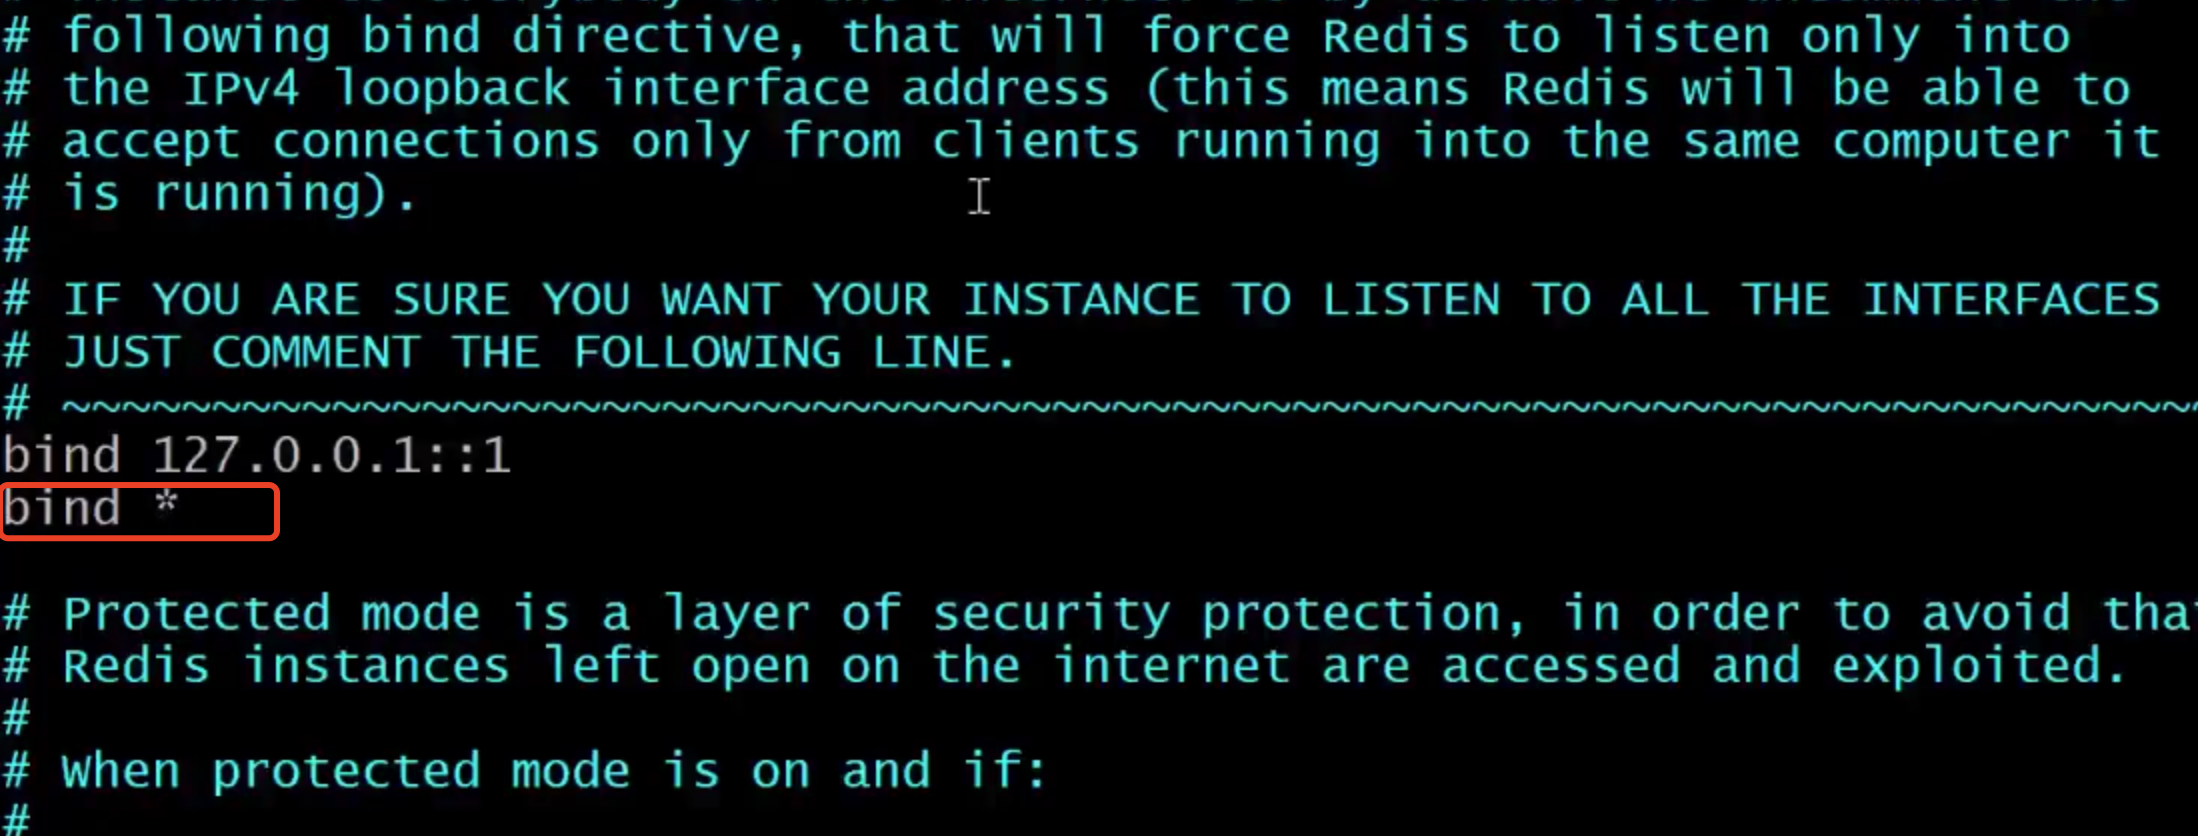 # following bind directive, that will force Redis to listen only into
# the IPv4 loopback interface address (this means Redis will be able to
# accept connections only from clients running into the same computer it
# is running).
#
# IF YOU ARE SURE YOU WANT YOUR INSTANCE TO LISTEN TO ALL THE INTERFACES
# JUST COMMENT THE FOLLOWING LINE.
# ~~~~~~~~~~~~~~~~~~~~~~~~~~~~~~~~~~~~~~~~~~~~~~~~~~~~~~~~~~~~~~~~~~~~~~~
bind 127.0.0.1::1
bind *
# Protected mode is a layer of security protection, in order to avoid that
# Redis instances left open on the internet are accessed and exploited.
#
# When protected mode is on and if:
#